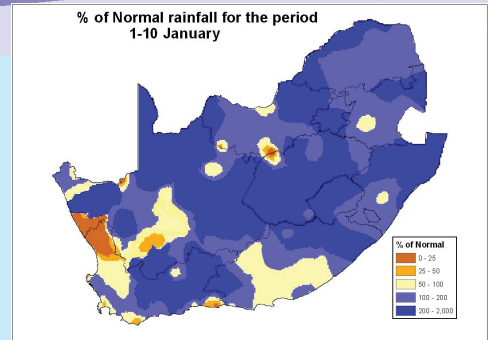 % of Normal rainfall for the period
1-10 January
% of Normal
0 - 25
25 - 50
50 - 100
100 - 200
200 - 2,000